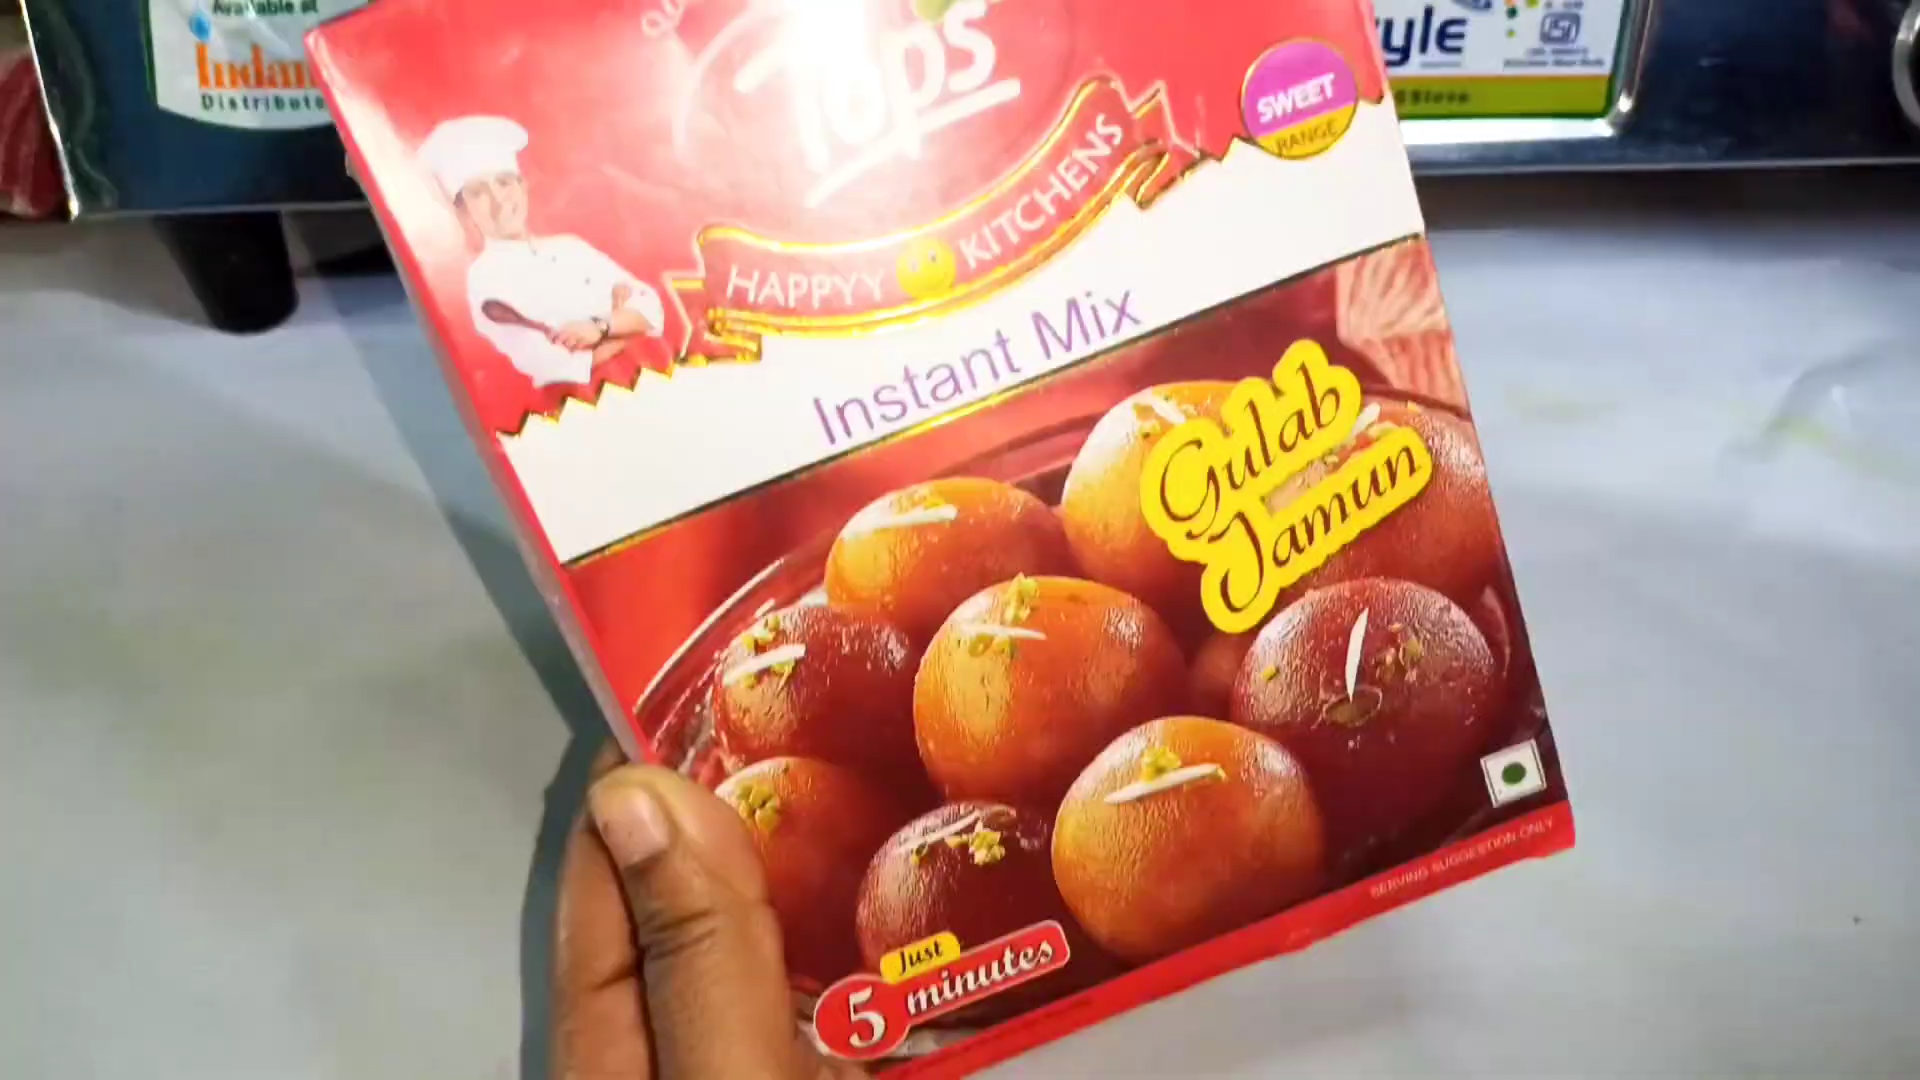 Available at
Indan
Distributo
Tops
HAPPYY KITCHENS
SWEET
RANGE
yle
Instant Mix
Gulab
Jamun
Just
5 minutes
SERVING SUGGESTION ONLY